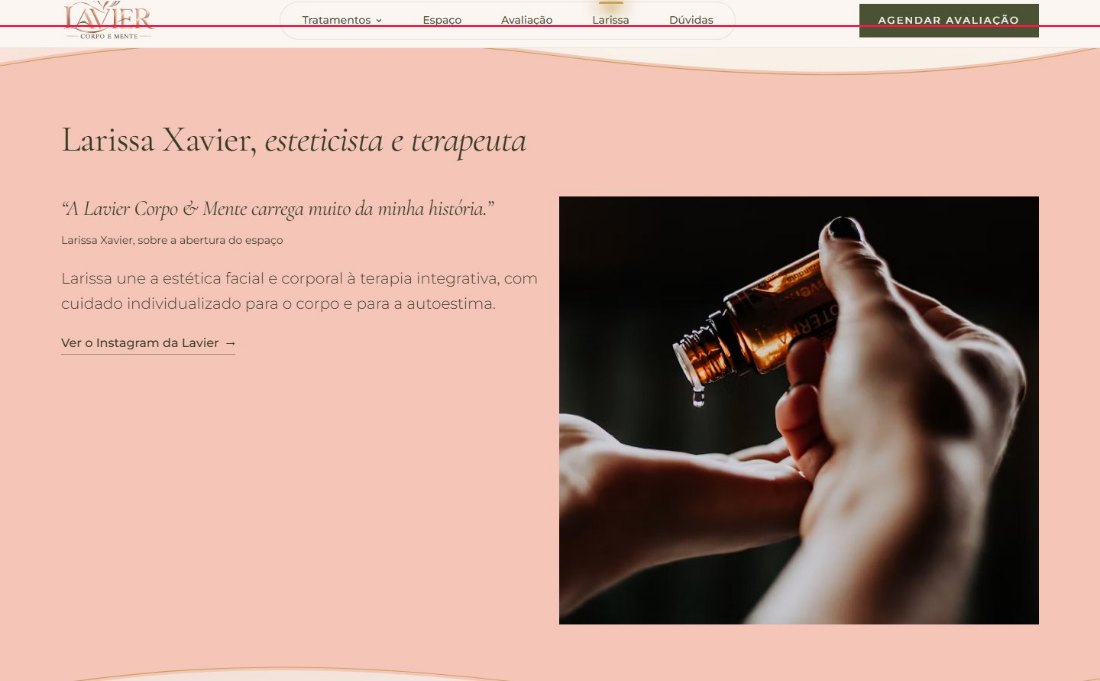 LAVIER
CORPO E MENTE
Tratamentos
Espaço
Avaliação
Larissa
Dúvidas
AGENDAR AVALIAÇÃO
Larissa Xavier, esteticista e terapeuta
“A Lavier Corpo & Mente carrega muito da minha história.”
Larissa Xavier, sobre a abertura do espaço
Larissa une a estética facial e corporal à terapia integrativa, com
cuidado individualizado para o corpo e para a autoestima.
Ver o Instagram da Lavier →